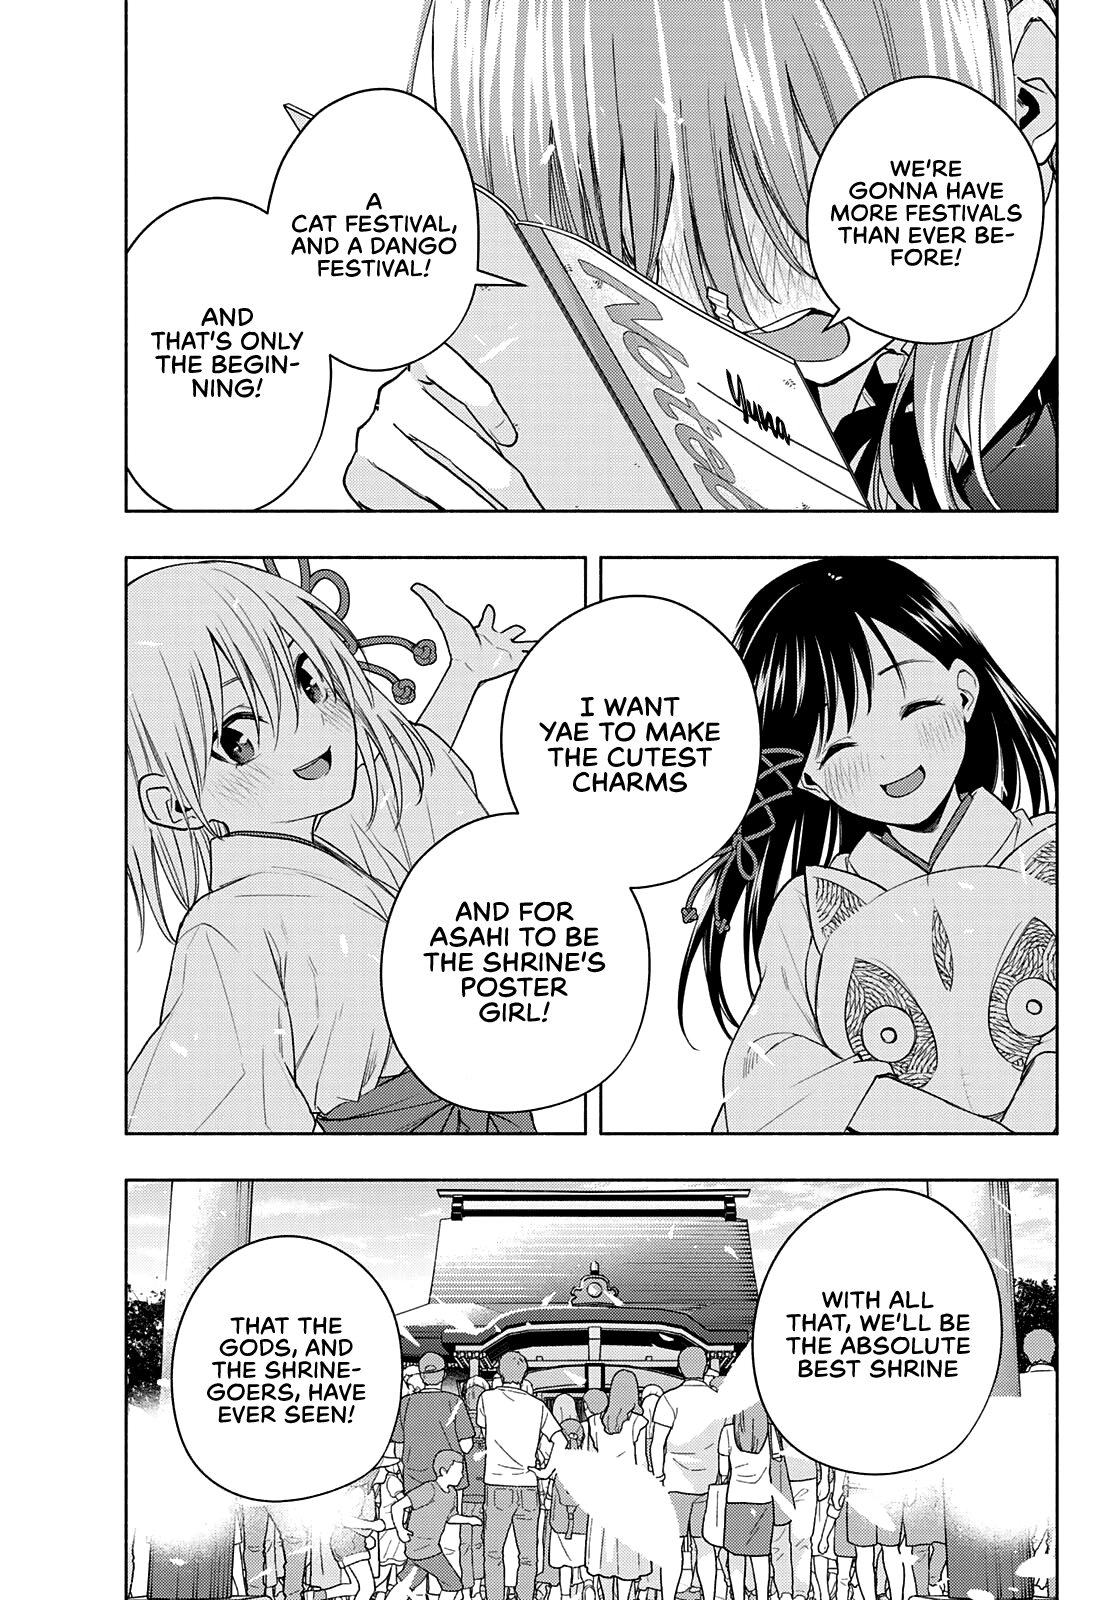 WE'RE
GONNA HAVE
MORE FESTIVALS
THAN EVER BE-
FORE!
A
CAT FESTIVAL,
AND A DANGO
FESTIVAL!
AND
THAT'S ONLY
THE BEGIN-
NING!
Note
Yuna
I WANT
YAE TO MAKE
THE CUTEST
CHARMS
AND FOR
ASAHI TO BE
THE SHRINE'S
POSTER
GIRL!
WITH ALL
THAT, WE'LL BE
THE ABSOLUTE
BEST SHRINE
THAT THE
GODS, AND
THE SHRINE-
GOERS, HAVE
EVER SEEN!